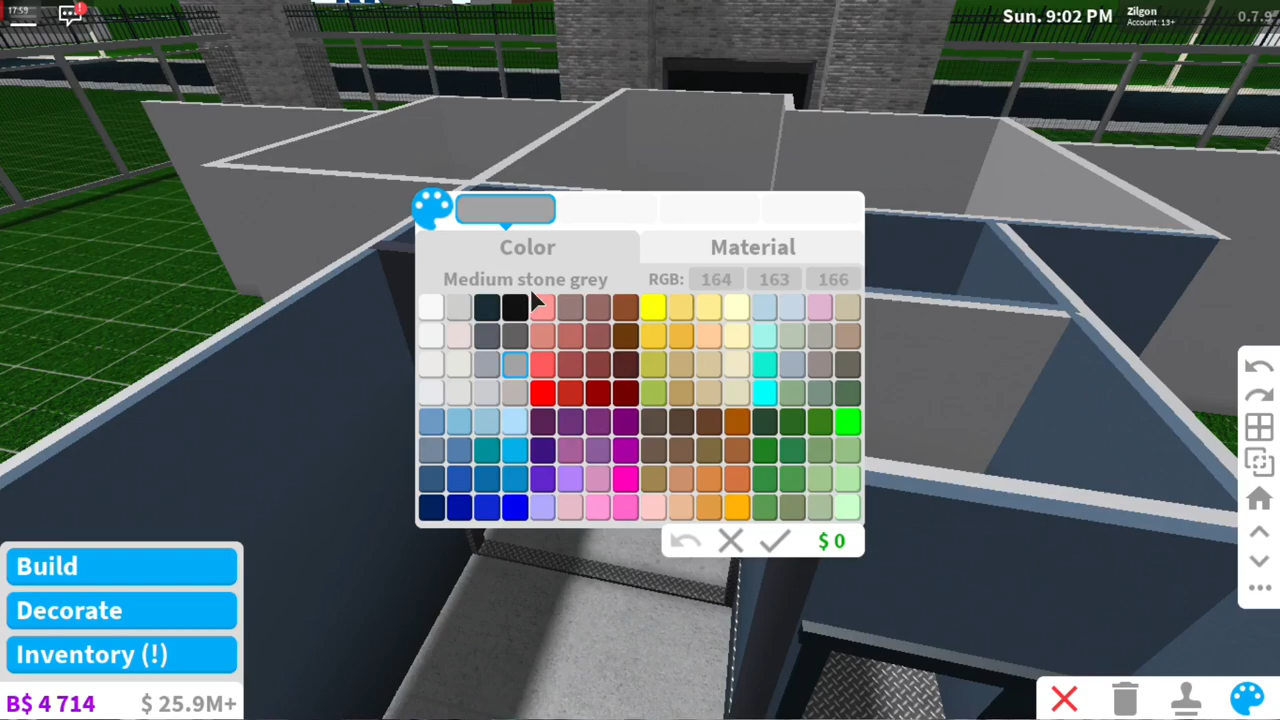 17:59
Sun. 9:02 PM
Zilgon
Account: 13+
0.7.9
Color
Material
Medium stone grey
RGB: 164 163 166
$ 0
Build
Decorate
Inventory (!)
B$ 4 714
$ 25.9M+